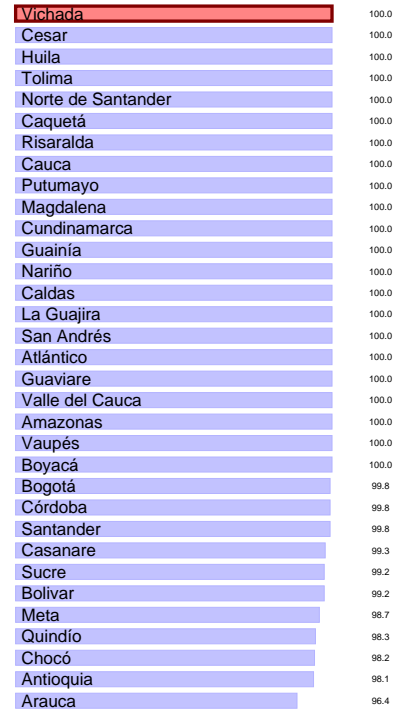 Vichada 100.0
Cesar 100.0
Huila 100.0
Tolima 100.0
Norte de Santander 100.0
Caquetá 100.0
Risaralda 100.0
Cauca 100.0
Putumayo 100.0
Magdalena 100.0
Cundinamarca 100.0
Guainía 100.0
Nariño 100.0
Caldas 100.0
La Guajira 100.0
San Andrés 100.0
Atlántico 100.0
Guaviare 100.0
Valle del Cauca 100.0
Amazonas 100.0
Vaupés 100.0
Boyacá 100.0
Bogotá 99.8
Córdoba 99.8
Santander 99.8
Casanare 99.3
Sucre 99.2
Bolivar 99.2
Meta 98.7
Quindío 98.3
Chocó 98.2
Antioquia 98.1
Arauca 96.4